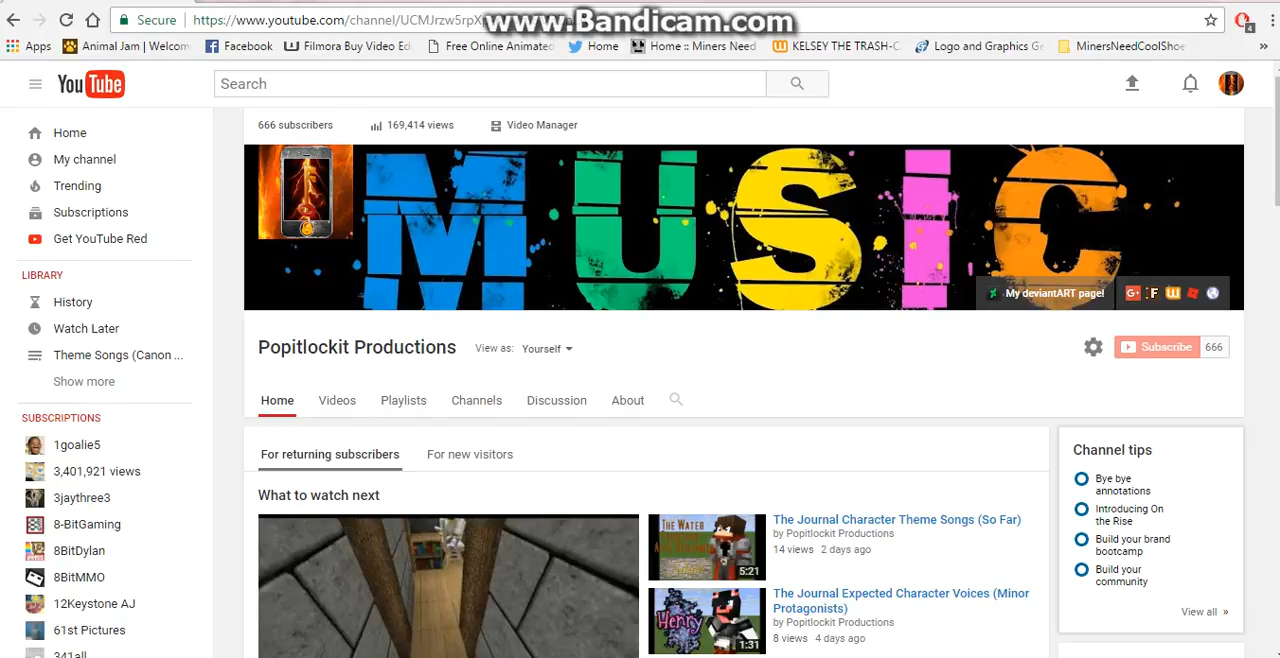 www.Bandicam.com
Secure https://www.youtube.com/channel/UCMJrzw5rpX
Apps Animal Jam | Welcom Facebook Filmora Buy Video Ed Free Online Animated Home Home :: Miners Need KELSEY THE TRASH-C Logo and Graphics Ge MinersNeedCoolShoe »
YouTube Search
4
666 subscribers 169,414 views Video Manager
Home
My channel
Trending
Subscriptions
Get YouTube Red
LIBRARY
History
Watch Later
Theme Songs (Canon ...
Show more
SUBSCRIPTIONS
1goalie5
3,401,921 views
3jaythree3
8-BitGaming
8BitDylan
8BitMMO
12Keystone AJ
61st Pictures
341all
MUSIC
My deviantART page!
Popitlockit Productions View as: Yourself
Subscribe 666
Home Videos Playlists Channels Discussion About
For returning subscribers For new visitors
What to watch next
The Journal Character Theme Songs (So Far)
by Popitlockit Productions
14 views 2 days ago
5:21
The Journal Expected Character Voices (Minor
Protagonists)
by Popitlockit Productions
8 views 4 days ago
Henry
1:31
Channel tips
Bye bye
annotations
Introducing On
the Rise
Build your brand
bootcamp
Build your
community
View all »